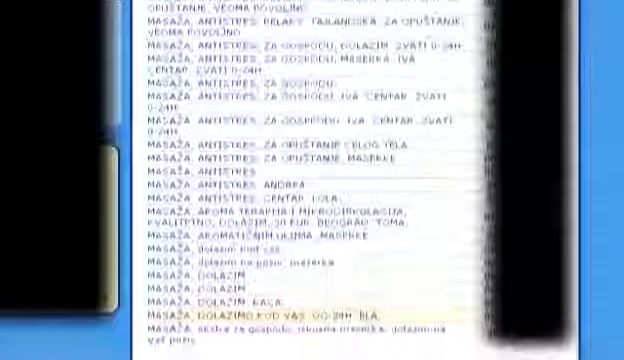 OPUŠTANJE, VEOMA POVOLJNO
MASAŽA, ANTISTRES, RELAKS, TAJLANDSKA, ZA OPUŠTANJE,
VEOMA POVOLJNO
MASAŽA, ANTISTRES, ZA GOSPODU, DOLAZIM, ZVATI 0-24H
MASAŽA, ANTISTRES, ZA GOSPODU, MASERKA, IVA,
CENTAR, ZVATI 0-24H
MASAŽA, ANTISTRES, ZA GOSPODU,
MASAŽA, ANTISTRES, ZA GOSPODU, IVA, CENTAR, ZVATI
0-24H
MASAŽA, ANTISTRES, ZA GOSPODU, IVA, CENTAR, ZVATI
0-24H
MASAŽA, ANTISTRES, ZA OPUŠTANJE CELOG TELA
MASAŽA, ANTISTRES, ZA OPUŠTANJE, MASERKE
MASAŽA, ANTISTRES
MASAŽA, ANTISTRES, ANDREA
MASAŽA, ANTISTRES, CENTAR, LOLA
MASAŽA, AROMA TERAPIJA I MIKROCIRKULACIJA,
KVALITETNO, DOLAZIM, EUR, BEOGRAD, TOMA,
MASAŽA, AROMATIČNIM ULJIMA, MASERKE
MASAŽA, dolazim kod vas
MASAŽA, dolazim na poziv, maserka
MASAŽA, DOLAZIM
MASAŽA, DOLAZIM
MASAŽA, DOLAZIM,
MASAŽA, DOLAZIMO KOD VAS, 00-24H,
MASAŽA, ekstra za gospodu, iskusna maserka, dolazim na
vaš poziv